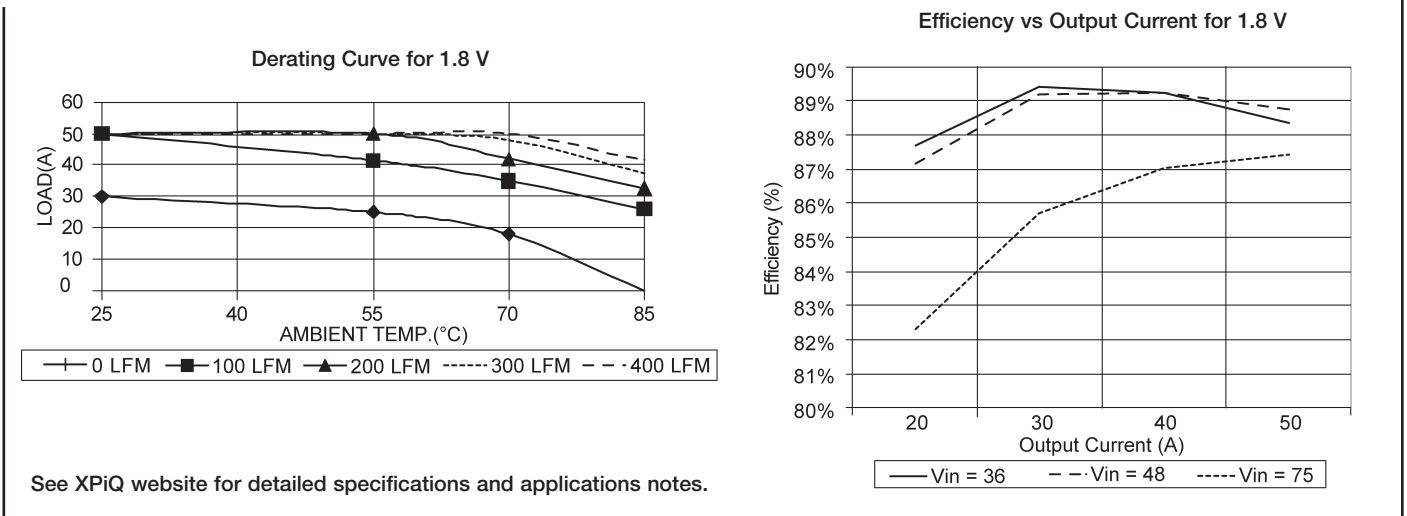 Derating Curve for 1.8 V
60
50
40
30
20
10
0
LOAD(A)
25 40 55 70 85
AMBIENT TEMP.(°C)
0 LFM 100 LFM 200 LFM 300 LFM 400 LFM
See XPiQ website for detailed specifications and applications notes.
Efficiency vs Output Current for 1.8 V
90%
89%
88%
87%
86%
85%
84%
83%
82%
81%
80%
Efficiency (%)
20 30 40 50
Output Current (A)
Vin = 36 Vin = 48 Vin = 75